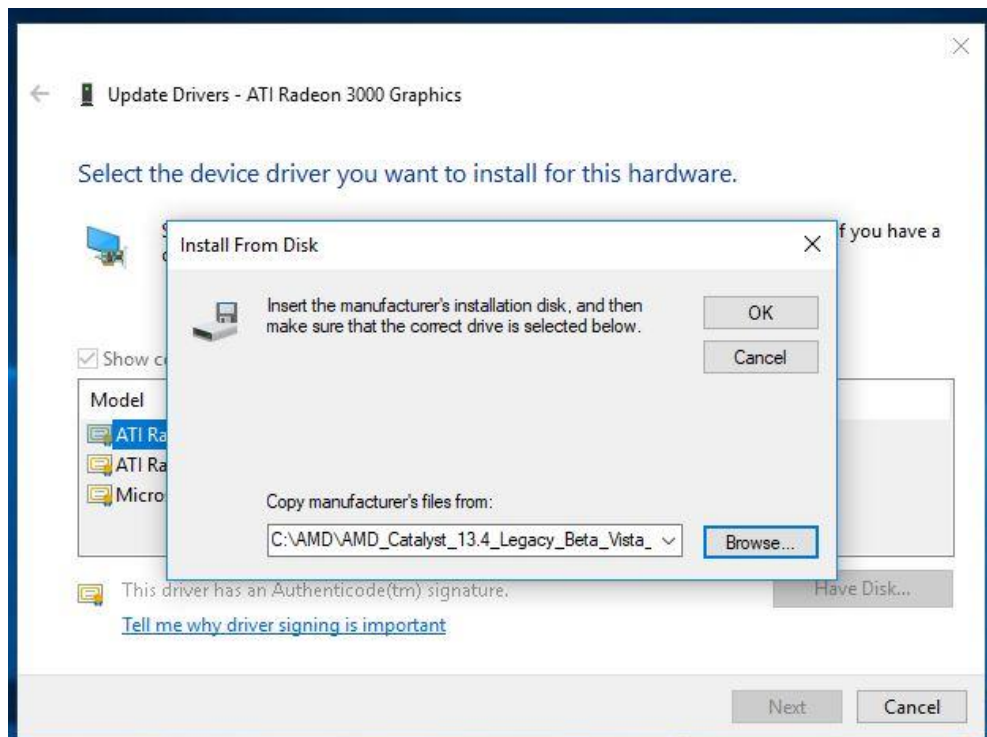 Update Drivers - ATI Radeon 3000 Graphics
Select the device driver you want to install for this hardware.
f you have a
Install From Disk
Insert the manufacturer's installation disk, and then
make sure that the correct drive is selected below.
OK
Cancel
Show c
Model
ATI Ra
ATI Ra
Micro
Copy manufacturer's files from:
C:\AMD\AMD_Catalyst_13.4_Legacy_Beta_Vista_
Browse...
This driver has an Authenticode(tm) signature.
Have Disk...
Tell me why driver signing is important
Next
Cancel